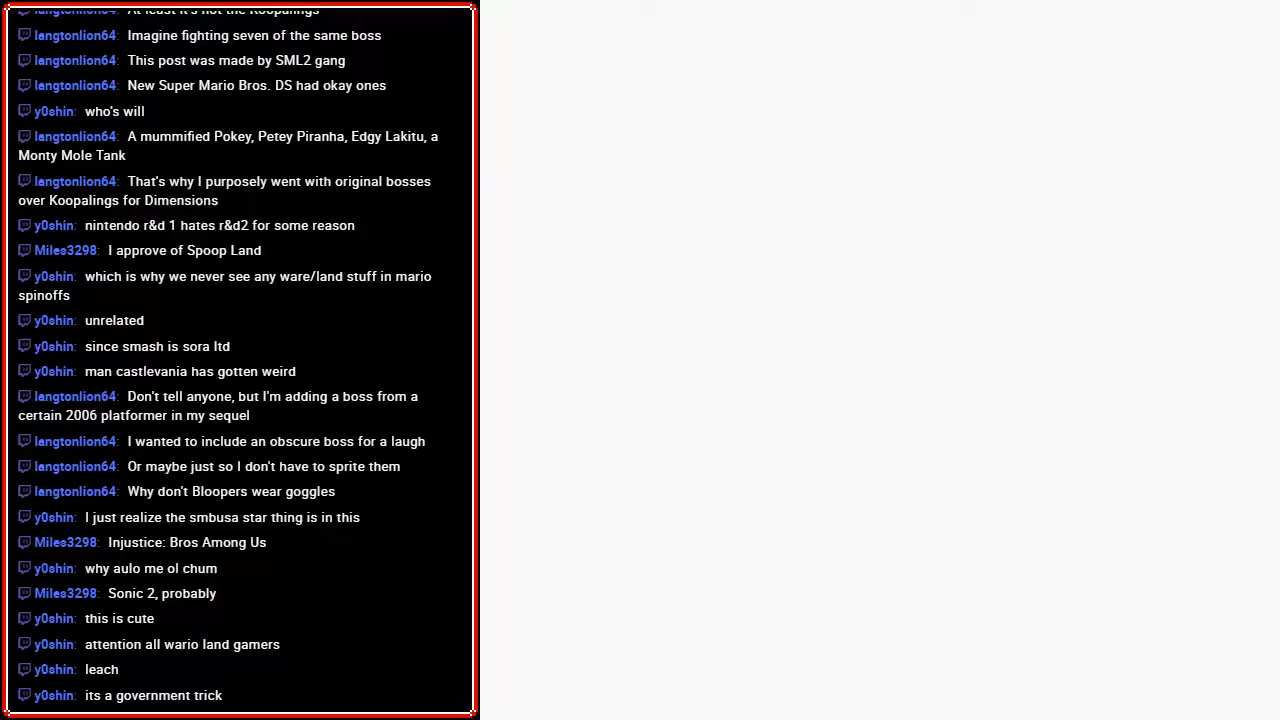 langtonlion64: At least it's not the Koopalings
langtonlion64: Imagine fighting seven of the same boss
langtonlion64: This post was made by SML2 gang
langtonlion64: New Super Mario Bros. DS had okay ones
y0shin: who's will
langtonlion64: A mummified Pokey, Petey Piranha, Edgy Lakitu, a
Monty Mole Tank
langtonlion64: That's why I purposely went with original bosses
over Koopalings for Dimensions
y0shin: nintendo r&d 1 hates r&d2 for some reason
Miles3298: I approve of Spoop Land
y0shin: which is why we never see any ware/land stuff in mario
spinoffs
y0shin: unrelated
y0shin: since smash is sora ltd
y0shin: man castlevania has gotten weird
langtonlion64: Don't tell anyone, but I'm adding a boss from a
certain 2006 platformer in my sequel
langtonlion64: I wanted to include an obscure boss for a laugh
langtonlion64: Or maybe just so I don't have to sprite them
langtonlion64: Why don't Bloopers wear goggles
y0shin: I just realize the smbusa star thing is in this
Miles3298: Injustice: Bros Among Us
y0shin: why aulo me ol chum
Miles3298: Sonic 2, probably
y0shin: this is cute
y0shin: attention all wario land gamers
y0shin: leach
y0shin: its a government trick